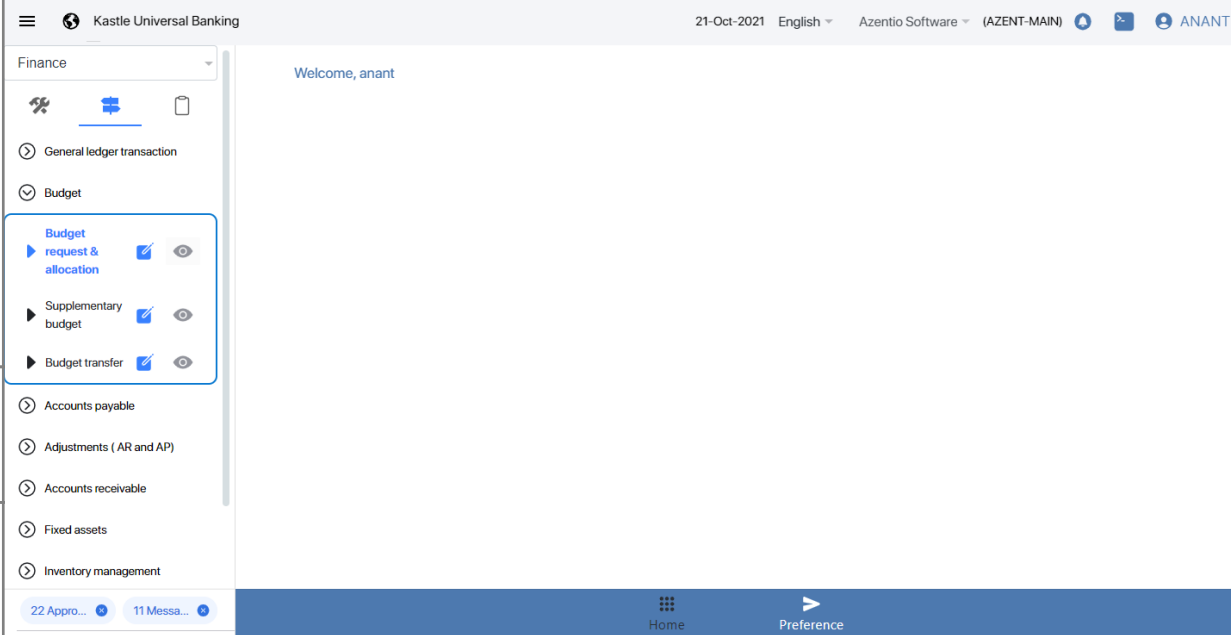 Kastle Universal Banking
21-Oct-2021 English Azentio Software (AZENT-MAIN) ANANT
Finance
Welcome, anant
General ledger transaction
Budget
Budget
request &
allocation
Supplementary
budget
Budget transfer
Accounts payable
Adjustments ( AR and AP)
Accounts receivable
Fixed assets
Inventory management
22 Appro... 11 Messa...
Home
Preference